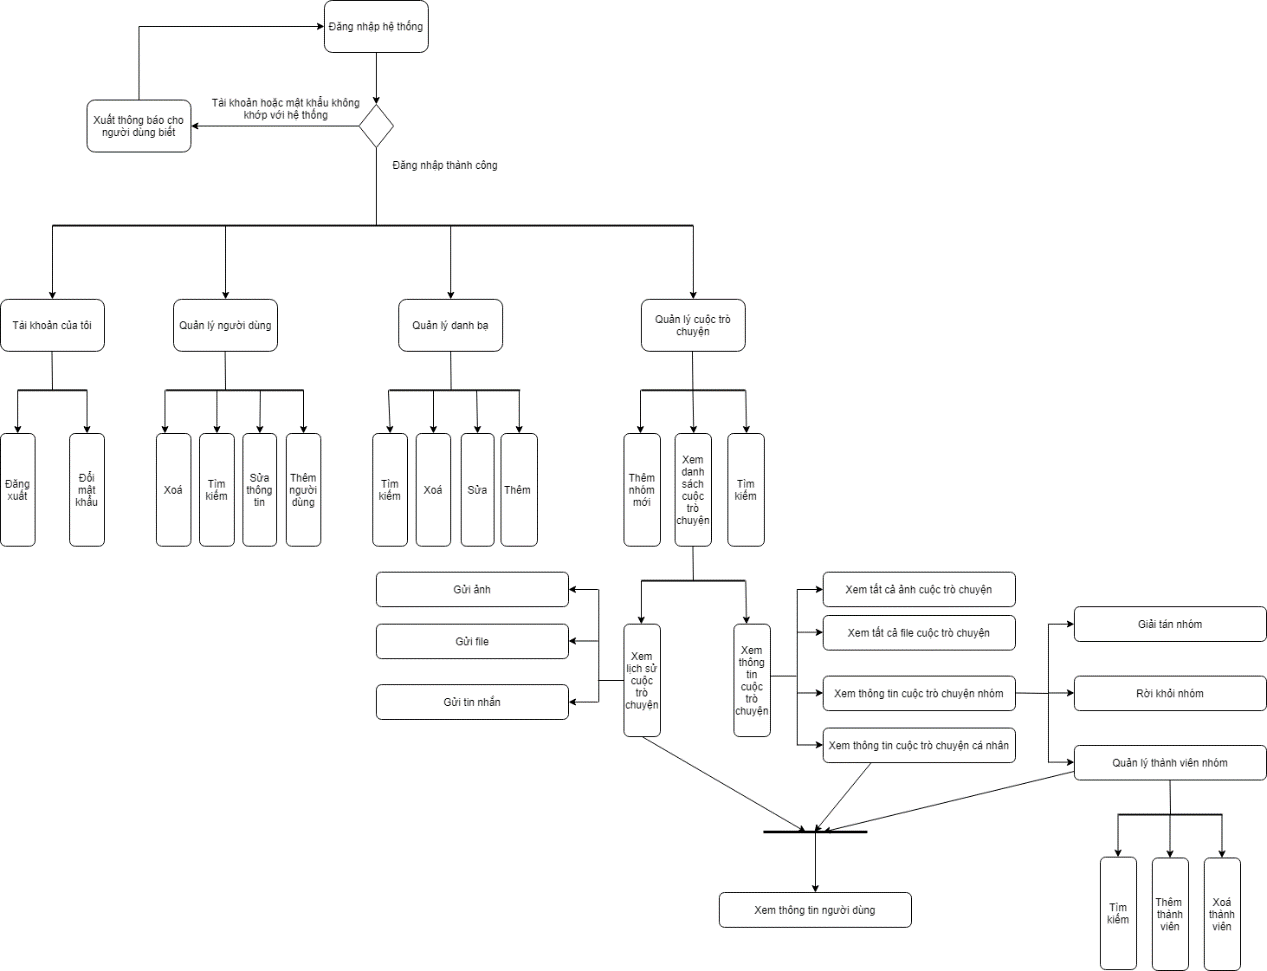 Đăng nhập hệ thống
Tài khoản hoặc mật khẩu không
khớp với hệ thống
Xuất thông báo cho
người dùng biết
Đăng nhập thành công
Tài khoản của tôi
Quản lý người dùng
Quản lý danh bạ
Quản lý cuộc trò
chuyện
Đăng
xuất
Đổi
mật
khẩu
Xoá
Tìm
kiếm
Sửa
thông
tin
Thêm
người
dùng
Tìm
kiếm
Xoá
Sửa
Thêm
Thêm
nhóm
mới
Xem
danh
sách
cuộc
trò
chuyện
Tìm
kiếm
Gửi ảnh
Gửi file
Gửi tin nhắn
Xem
lịch sử
cuộc
trò
chuyện
Xem
thông
tin
cuộc
trò
chuyện
Xem tất cả ảnh cuộc trò chuyện
Xem tất cả file cuộc trò chuyện
Xem thông tin cuộc trò chuyện nhóm
Xem thông tin cuộc trò chuyện cá nhân
Giải tán nhóm
Rời khỏi nhóm
Quản lý thành viên nhóm
Tìm
kiếm
Thêm
thành
viên
Xoá
thành
viên
Xem thông tin người dùng